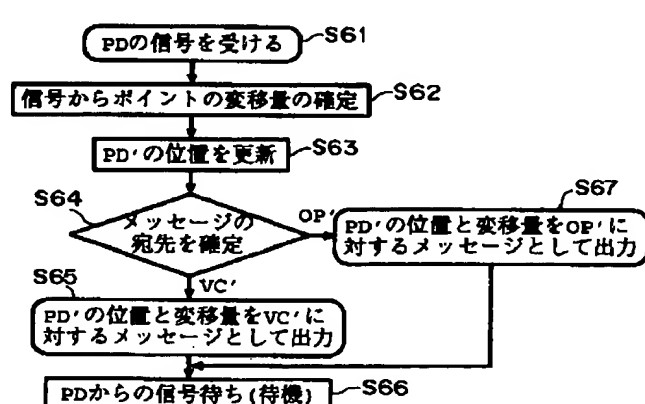 PDの信号を受ける
S61
信号からポイントの変移量の確定
S62
PD'の位置を更新
S63
S64
メッセージの
宛先を確定
OP'
S67
PD'の位置と変移量をOP'に
対するメッセージとして出力
VC'
S65
PD'の位置と変移量をVC'に
対するメッセージとして出力
PDからの信号待ち(待機)
S66